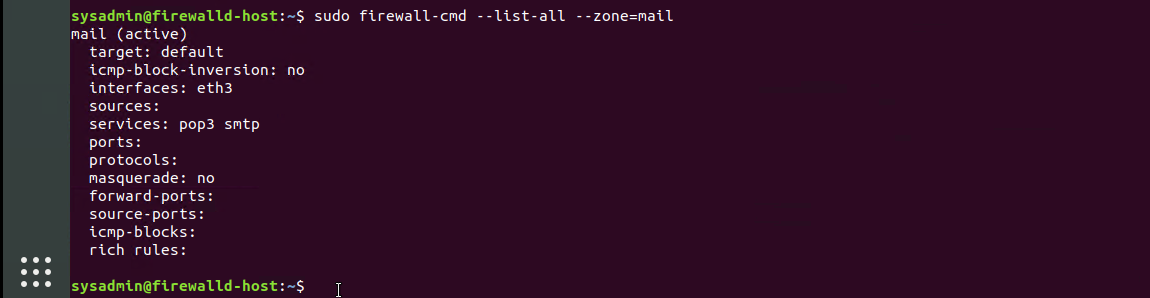 sysadmin@firewalld-host:~$ sudo firewall-cmd --list-all --zone=mail
mail (active)
  target: default
  icmp-block-inversion: no
  interfaces: eth3
  sources:
  services: pop3 smtp
  ports:
  protocols:
  masquerade: no
  forward-ports:
  source-ports:
  icmp-blocks:
  rich rules:
sysadmin@firewalld-host:~$